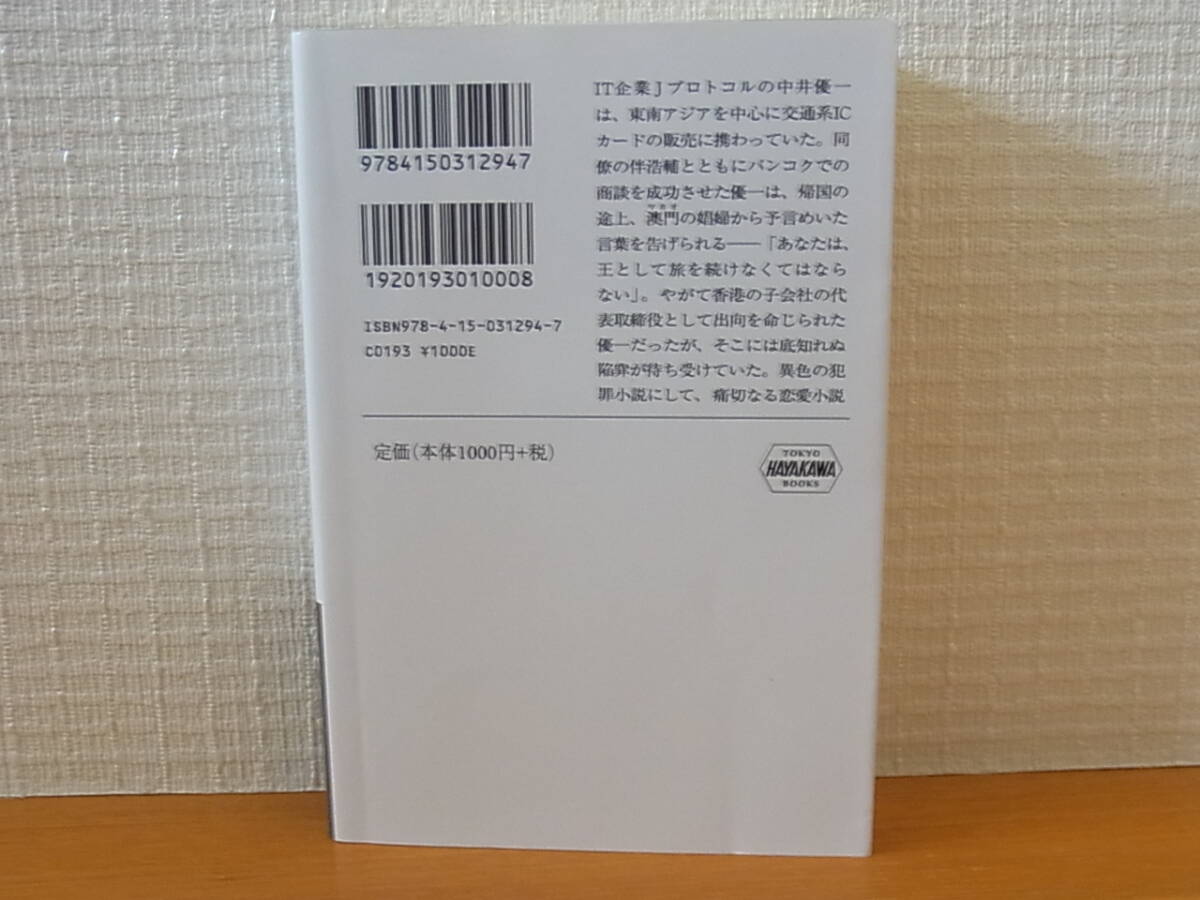 9784150312947
1920193010008
ISBN978-4-15-031294-7
C0193 ¥1000E
IT企業Jプロトコルの中井優一
は、東南アジアを中心に交通系IC
カードの販売に携わっていた。同
僚の伴浩輔とともにバンコクでの
商談を成功させた優一は、帰国の
途上、澳門の娼婦から予言めいた
マカオ
言葉を告げられる――「あなたは、
王として旅を続けなくてはなら
ない」。やがて香港の子会社の代
表取締役として出向を命じられた
優一だったが、そこには底知れぬ
陥穽が待ち受けていた。異色の犯
罪小説にして、痛切なる恋愛小説
定価(本体1000円+税)
TOKYO
HAYAKAWA
BOOKS